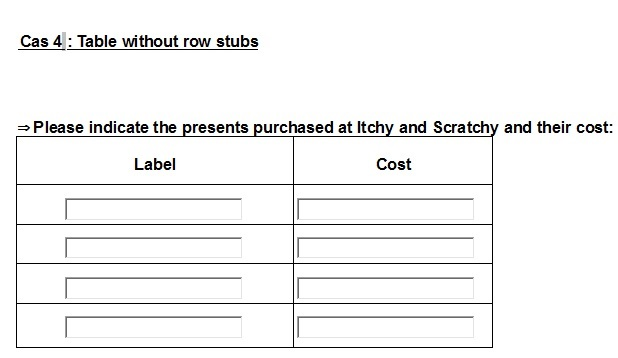 Cas 4 : Table without row stubs
⇒ Please indicate the presents purchased at Itchy and Scratchy and their cost:
Label Cost